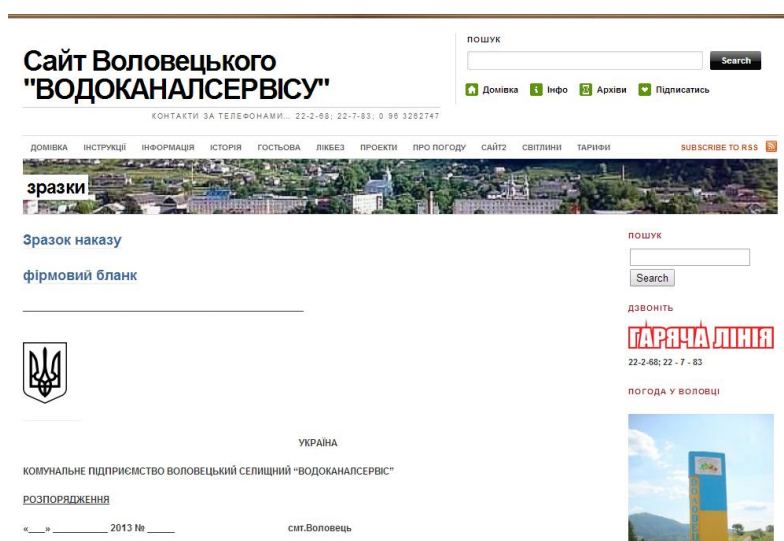 Сайт Воловецького
"ВОДОКАНАЛСЕРВІСУ"
КОНТАКТИ ЗА ТЕЛЕФОНАМИ... 22-2-68; 22-7-83; 0 96 3262747
ПОШУК
Search
Домівка Інфо Архіви Підписатись
ДОМІВКА ІНСТРУКЦІЇ ІНФОРМАЦІЯ ІСТОРІЯ ГОСТЬОВА ЛІКБЕЗ ПРОЕКТИ ПРО ПОГОДУ САЙТ2 СВІТЛИНИ ТАРИФИ SUBSCRIBE TO RSS
зразки
Зразок наказу
фірмовий бланк
УКРАЇНА
КОМУНАЛЬНЕ ПІДПРИЄМСТВО ВОЛОВЕЦЬКИЙ СЕЛИЩНИЙ “ВОДОКАНАЛСЕРВІС”
РОЗПОРЯДЖЕННЯ
«___» ___________ 2013 № _____ смт.Воловець
ПОШУК
Search
ДЗВОНІТЬ
ГАРЯЧА ЛІНІЯ
22-2-68; 22 - 7 - 83
ПОГОДА У ВОЛОВЦІ